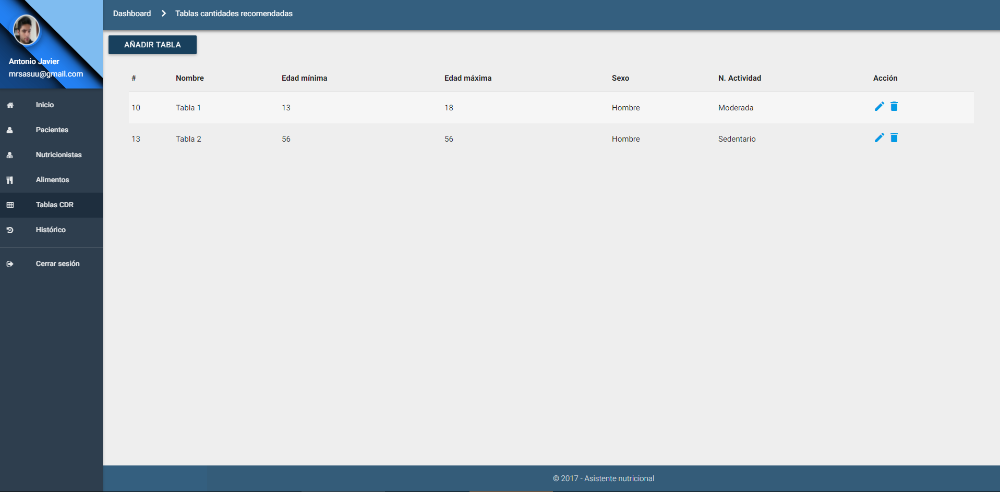 Antonio Javier
mrsasuu@gmail.com
Inicio
Pacientes
Nutricionistas
Alimentos
Tablas CDR
Histórico
Cerrar sesión
Dashboard Tablas cantidades recomendadas
AÑADIR TABLA
# Nombre Edad mínima Edad máxima Sexo N. Actividad Acción
10 Tabla 1 13 18 Hombre Moderada
13 Tabla 2 56 56 Hombre Sedentario
© 2017 - Asistente nutricional